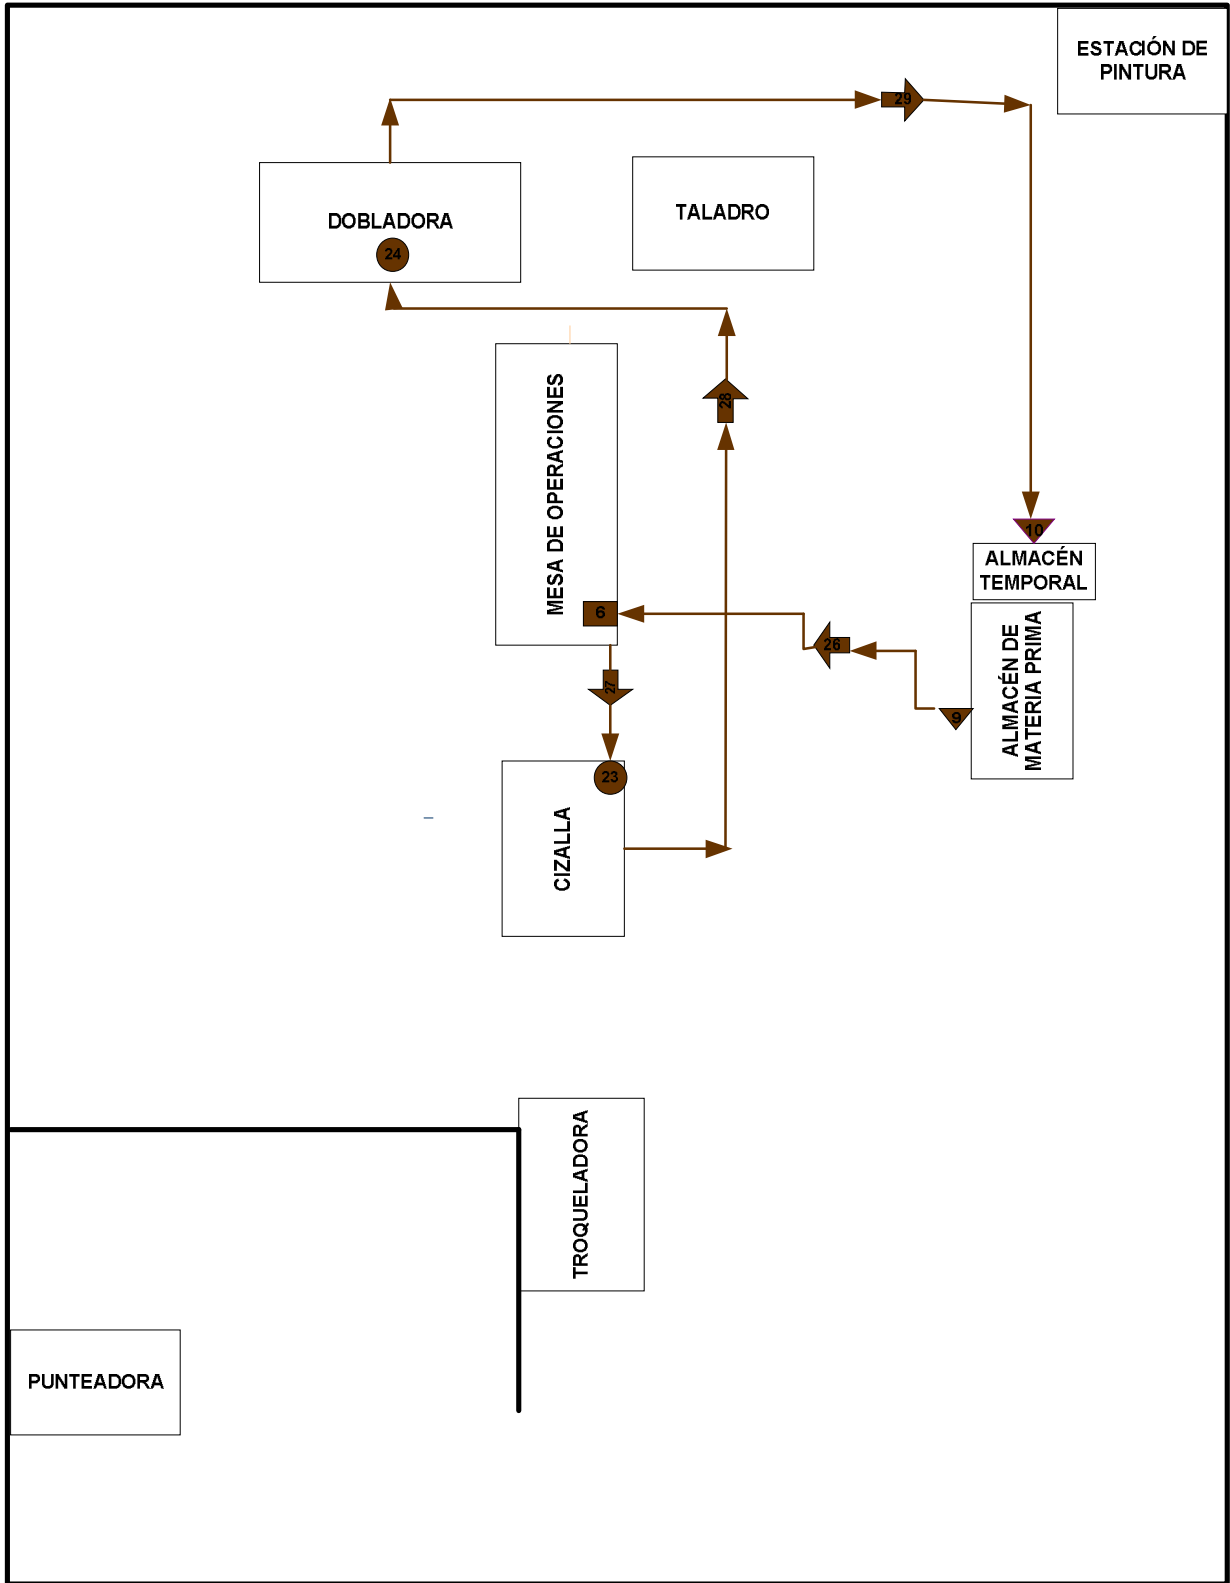 ESTACIÓN DE
PINTURA
29
TALADRO
DOBLADORA
24
28
MESA DE OPERACIONES
10
ALMACÉN
TEMPORAL
6
26
ALMACÉN DE
MATERIA PRIMA
27
9
23
CIZALLA
TROQUELADORA
PUNTEADORA